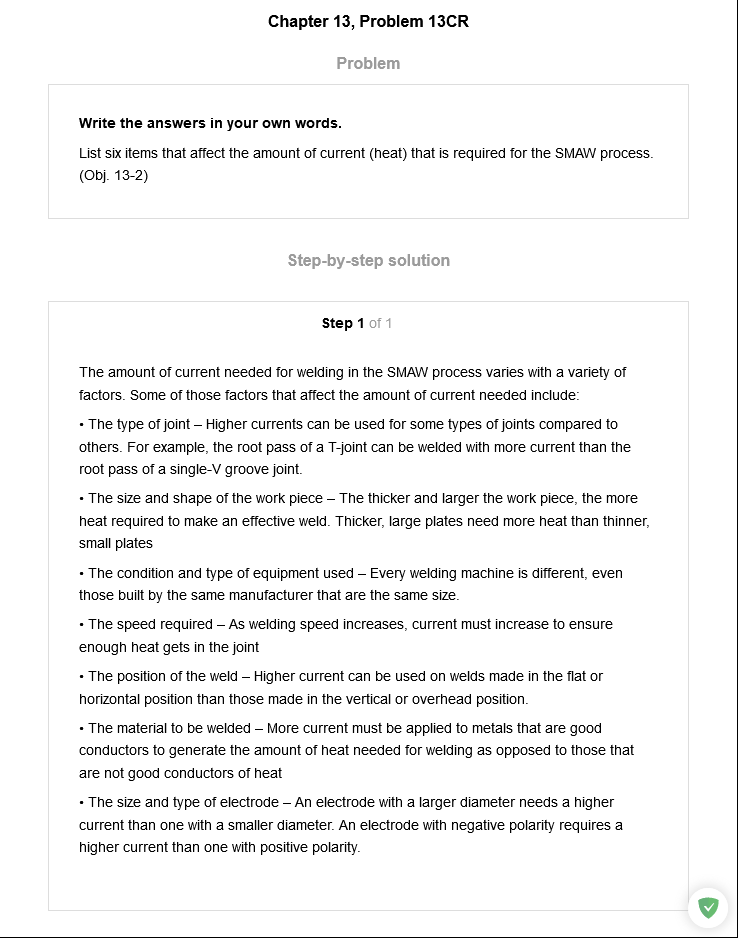 Chapter 13, Problem 13CR
Problem
Write the answers in your own words.
List six items that affect the amount of current (heat) that is required for the SMAW process.
(Obj. 13-2)
Step-by-step solution
Step 1 of 1
The amount of current needed for welding in the SMAW process varies with a variety of
factors. Some of those factors that affect the amount of current needed include:
• The type of joint – Higher currents can be used for some types of joints compared to
others. For example, the root pass of a T-joint can be welded with more current than the
root pass of a single-V groove joint.
• The size and shape of the work piece – The thicker and larger the work piece, the more
heat required to make an effective weld. Thicker, large plates need more heat than thinner,
small plates
• The condition and type of equipment used – Every welding machine is different, even
those built by the same manufacturer that are the same size.
• The speed required – As welding speed increases, current must increase to ensure
enough heat gets in the joint
• The position of the weld – Higher current can be used on welds made in the flat or
horizontal position than those made in the vertical or overhead position.
• The material to be welded – More current must be applied to metals that are good
conductors to generate the amount of heat needed for welding as opposed to those that
are not good conductors of heat
• The size and type of electrode – An electrode with a larger diameter needs a higher
current than one with a smaller diameter. An electrode with negative polarity requires a
higher current than one with positive polarity.